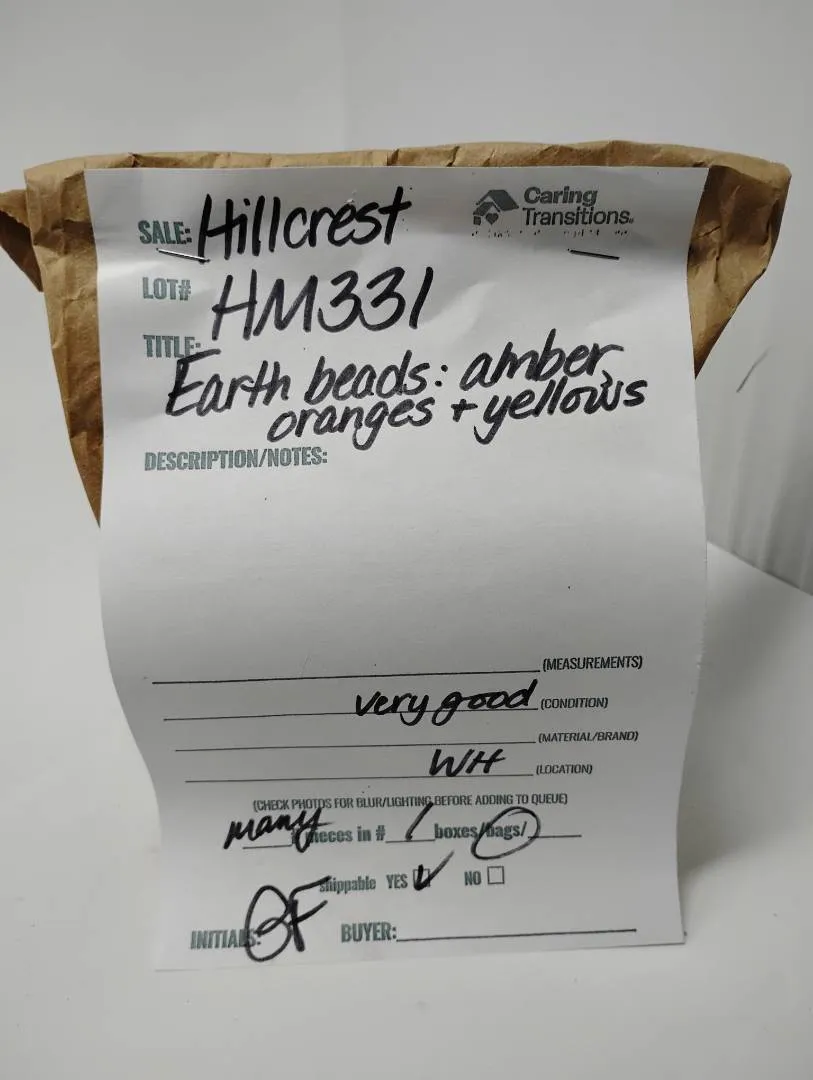 Caring
Transitions.
SALE: Hillcrest
LOT# HM331
TITLE: Earth beads: amber,
oranges + yellows
DESCRIPTION/NOTES:
(MEASUREMENTS)
very good (CONDITION)
(MATERIAL/BRAND)
WH (LOCATION)
(CHECK PHOTOS FOR BLUR/LIGHTING BEFORE ADDING TO QUEUE)
many # pieces in # 1 boxes/bags/
shippable YES NO
INITIALS: BUYER: